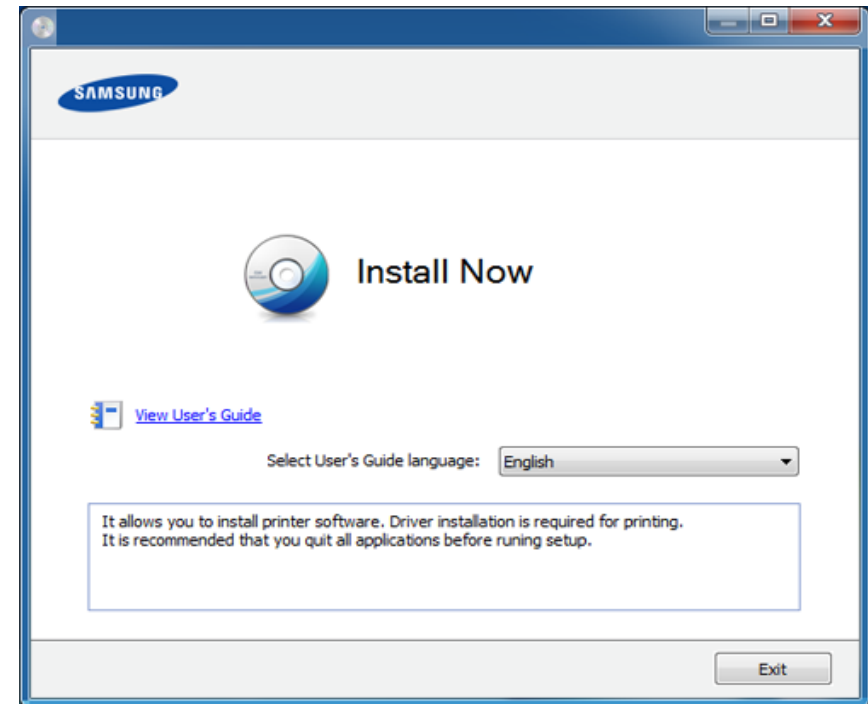 SAMSUNG
Install Now
View User's Guide
Select User's Guide language: English
It allows you to install printer software. Driver installation is required for printing.
It is recommended that you quit all applications before runing setup.
Exit